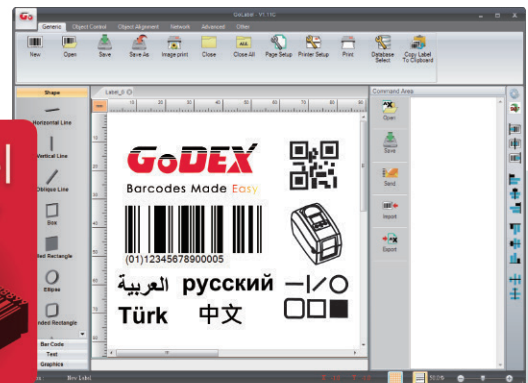 GoLabel - V1.11G
Go
Generic Object Control Object Alignment Network Advanced Other
New Open Save Save As Image print Close Close All Page Setup Printer Setup Print Database Select Copy Label To Clipboard
Shape
Label_0
Command Area
Horizontal Line
Vertical Line
Oblique Line
Box
Ellipse
Bar Code
Text
Graphics
GoDEX
Barcodes Made Easy
(01)12345678900005
العربية русский
Türk 中文
Open
Save
Send
Import
Export
New Label